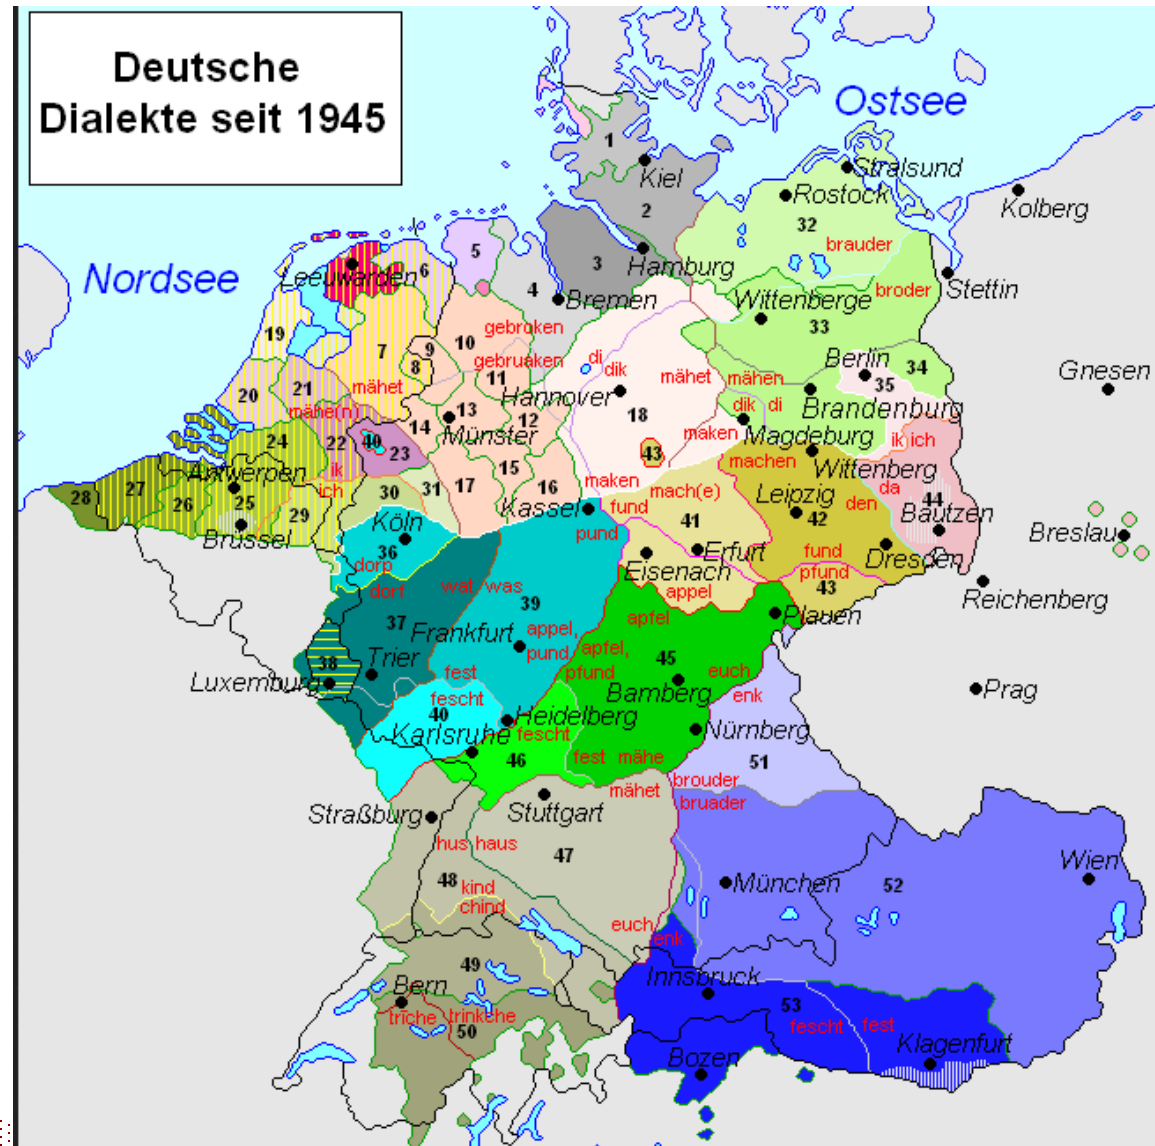 Deutsche
Dialekte seit 1945
Ostsee
Nordsee
1
Kiel
2
Stralsund
Rostock
32
Kolberg
brauder
5
6
3
Hamburg
Leeuwarden
4
Bremen
Stettin
broder
Wittenberge
33
19
7
9
8
10
gebroken
gebruaken
11
di
dik
Hannover
18
mähet
mähen
Berlin
34
35
Gnesen
20
21
mähet
mähe(n)
13
Münster
12
14
dik di
Brandenburg
Magdeburg
maken
ik ich
24
22
40
23
43
Wittenberg
machen
Antwerpen
ik
ich
15
16
17
maken
mach(e)
Leipzig
da
den
44
28
27
26
25
29
30
31
Kassel
fund
41
42
Bautzen
Breslau
Brüssel
Köln
36
pund
Erfurt
Eisenach
fund
pfund
Dresden
43
dorp
dorf
wat
was
39
appel
Reichenberg
37
Frankfurt
appel,
pund
apfel
apfel,
pfund
Plauen
38
Trier
Luxemburg
45
Bamberg
euch
enk
Prag
fest
fescht
40
Heidelberg
fescht
Karlsruhe
46
fest
mähe
Nürnberg
51
mähet
brouder
bruader
Straßburg
Stuttgart
hus
haus
47
48
kind
chind
München
52
Wien
euch
enk
49
Bern
Innsbruck
triche
trinkche
50
53
fescht
fest
Klagenfurt
Bozen